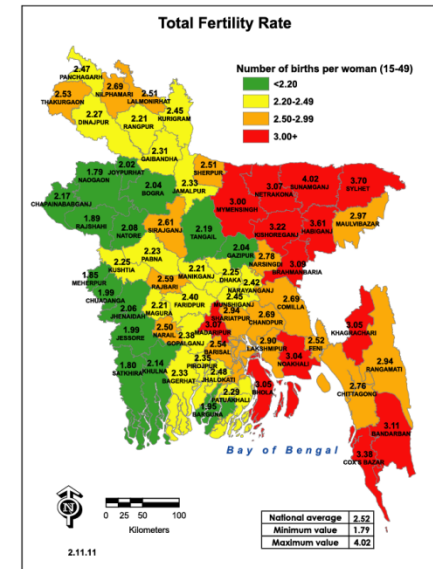 Total Fertility Rate
Number of births per woman (15-49)
<2.20
2.20-2.49
2.50-2.99
3.00+
2.47
PANCHAGARH
2.53
THAKURGAON
2.69
NILPHAMARI
2.51
LALMONIRHAT
2.45
KURIGRAM
2.27
DINAJPUR
2.21
RANGPUR
2.31
GAIBANDHA
2.02
JOYPURHAT
1.79
NAOGAON
2.04
BOGRA
2.33
JAMALPUR
2.51
SHERPUR
2.17
CHAPAINABABGANJ
1.89
RAJSHAHI
2.08
NATORE
2.61
SIRAJGANJ
2.19
TANGAIL
3.00
MYMENSINGH
3.07
NETRAKONA
4.02
SUNAMGANJ
3.70
SYLHET
2.97
MAULVIBAZAR
3.51
HABIGANJ
3.22
KISHOREGANJ
2.04
GAZIPUR
2.78
NARSINGDI
3.09
BRAHMANBARIA
2.23
PABNA
2.25
KUSHTIA
1.85
MEHERPUR
1.99
CHUADANGA
2.06
JHENAIDAH
2.59
RAJBARI
2.21
MANIKGANJ
2.25
DHAKA
2.42
NARAYANGANJ
2.45
MUNSHIGANJ
2.40
FARIDPUR
2.21
MAGURA
2.50
NARAIL
1.99
JESSORE
2.38
GOPALGANJ
3.07
MADARIPUR
2.94
SHARIATPUR
2.69
CHANDPUR
2.69
COMILLA
2.90
LAKSHMIPUR
3.04
NOAKHALI
2.52
FENI
3.05
KHAGRACHARI
2.94
RANGAMATI
2.76
CHITTAGONG
3.11
BANDARBAN
3.38
COX'S BAZAR
1.80
SATKHIRA
2.14
KHULNA
2.33
BAGERHAT
2.35
PIROJPUR
2.54
BARISAL
2.48
JHALOKATI
2.29
PATUAKHALI
1.95
BARGUNA
3.05
BHOLA
Bay of Bengal
N
0 25 50 100
Kilometers
2.11.11
National average 2.52
Minimum value 1.79
Maximum value 4.02